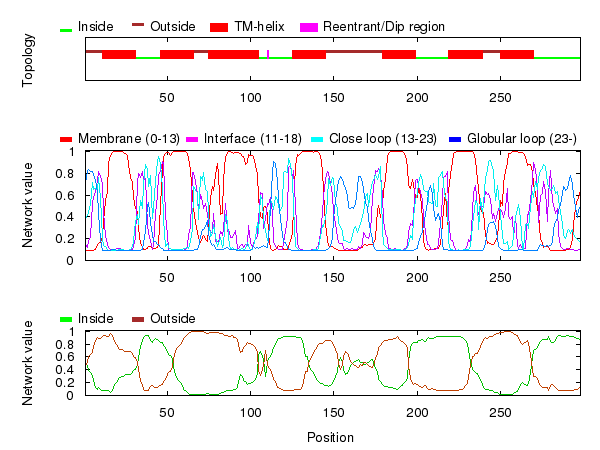 Inside Outside TM-helix Reentrant/Dip region
Topology
50 100 150 200 250
Membrane (0-13) Interface (11-18) Close loop (13-23) Globular loop (23-)
Network value
1
0.8
0.6
0.4
0.2
0
50 100 150 200 250
Inside Outside
Network value
1
0.8
0.6
0.4
0.2
0
50 100 150 200 250
Position